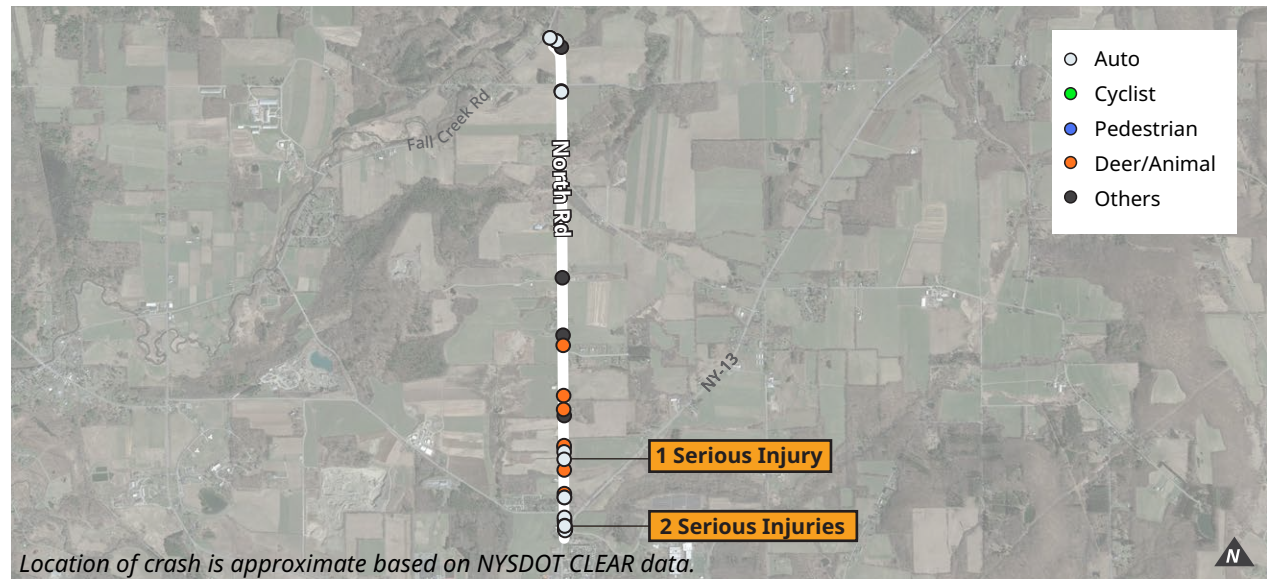 Auto
Cyclist
Pedestrian
Deer/Animal
Others
Fall Creek Rd
North Rd
NY-13
1 Serious Injury
2 Serious Injuries
Location of crash is approximate based on NYSDOT CLEAR data.
N